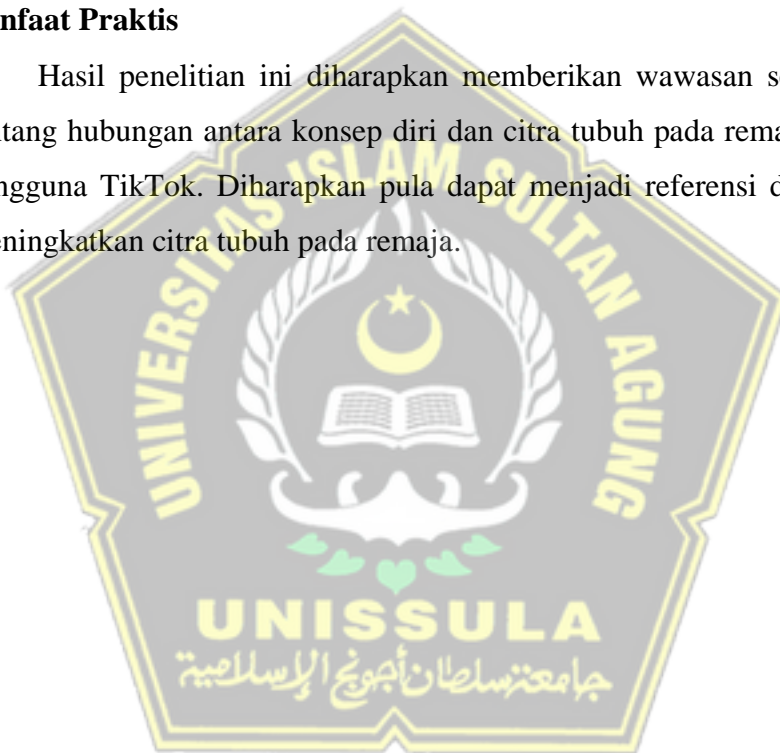 nfaat Praktis
Hasil penelitian ini diharapkan memberikan wawasan s
ntang hubungan antara konsep diri dan citra tubuh pada rema
ngguna TikTok. Diharapkan pula dapat menjadi referensi d
eningkatkan citra tubuh pada remaja.
UNIVERSITAS ISLAM SULTAN AGUNG
UNISSULA
جامعة سلطان أجونج الإسلامية